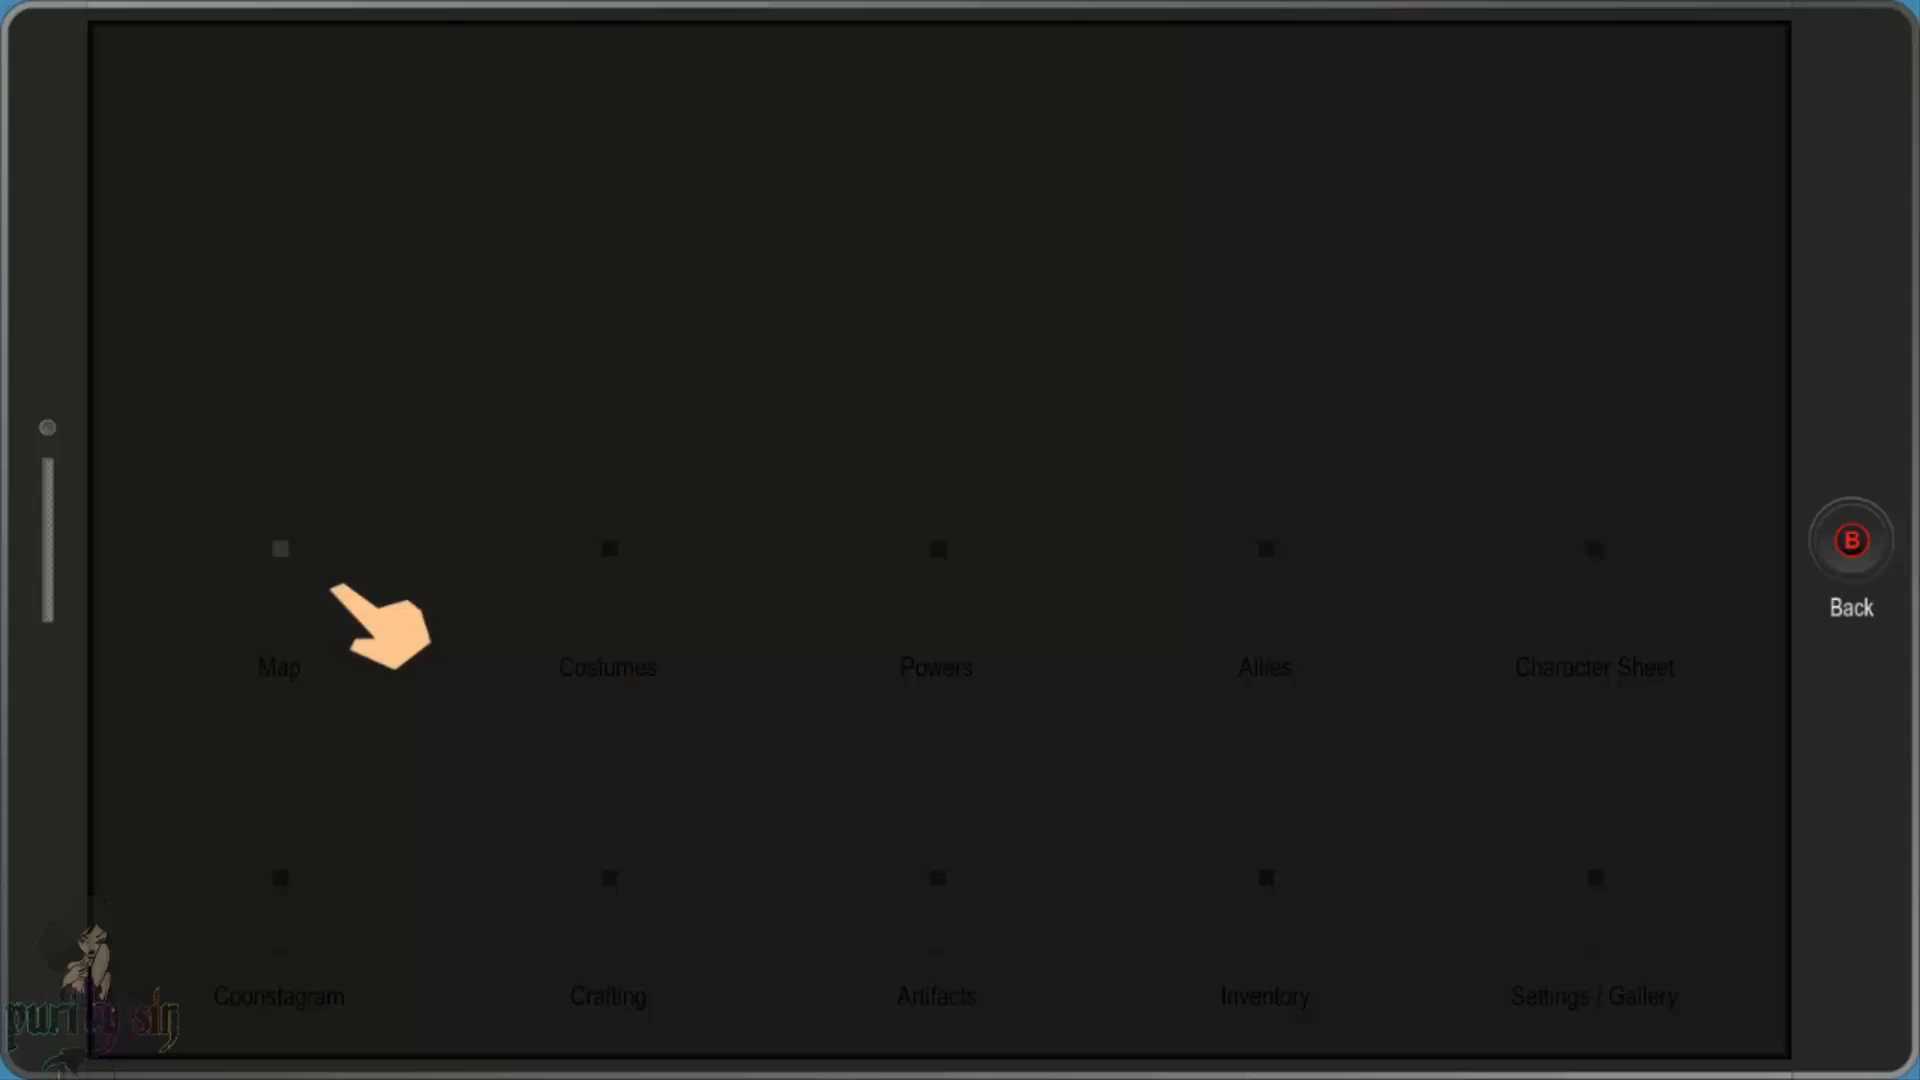 B
Back
Map
Costumes
Powers
Allies
Character Sheet
Coonstagram
Crafting
Artifacts
Inventory
Settings / Gallery